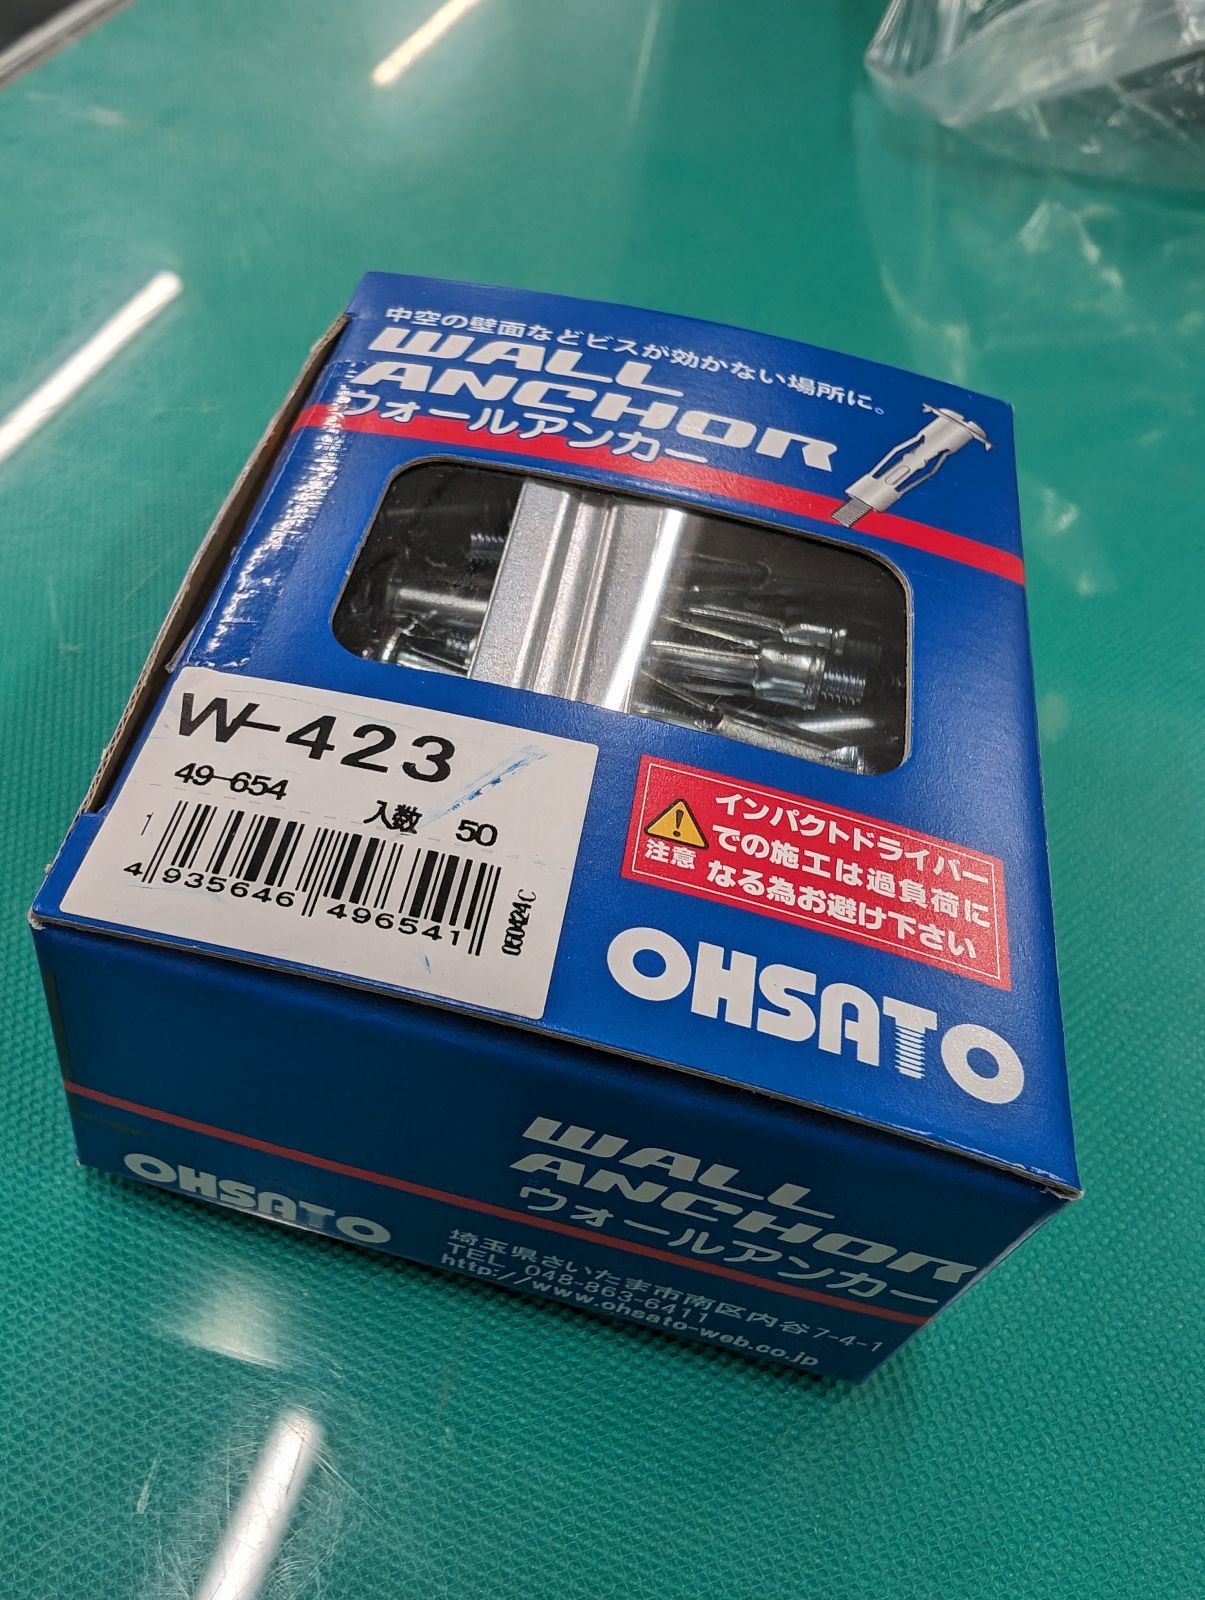 中空の壁面などビスが効かない場所に。
WALL
ANCHOR
ウォールアンカー
W-423
49-654
入数 50
1
4 935646 496541
050424.C
注意
インパクトドライバー
での施工は過負荷に
なる為お避け下さい
OHSATO
WALL
ANCHOR
ウォールアンカー
OHSATO
埼玉県さいたま市南区内谷7-4-1
TEL 048-863-6411
http://www.ohsato-web.co.jp